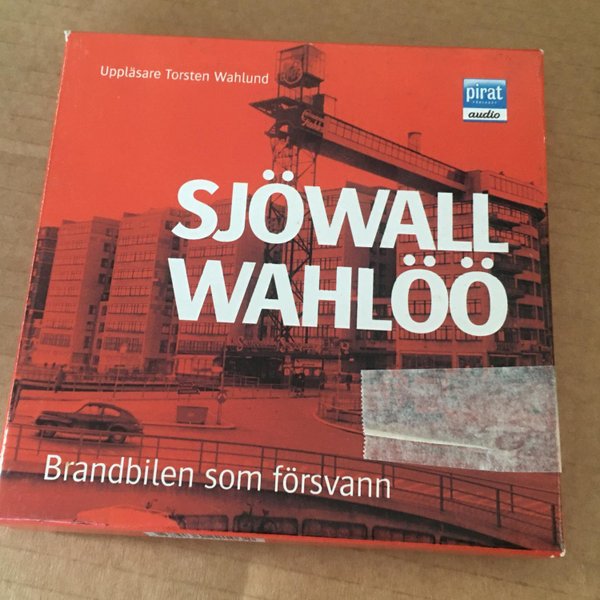 Uppläsare Torsten Wahlund
pirat
audio
SJÖWALL
WAHLÖÖ
Brandbilen som försvann